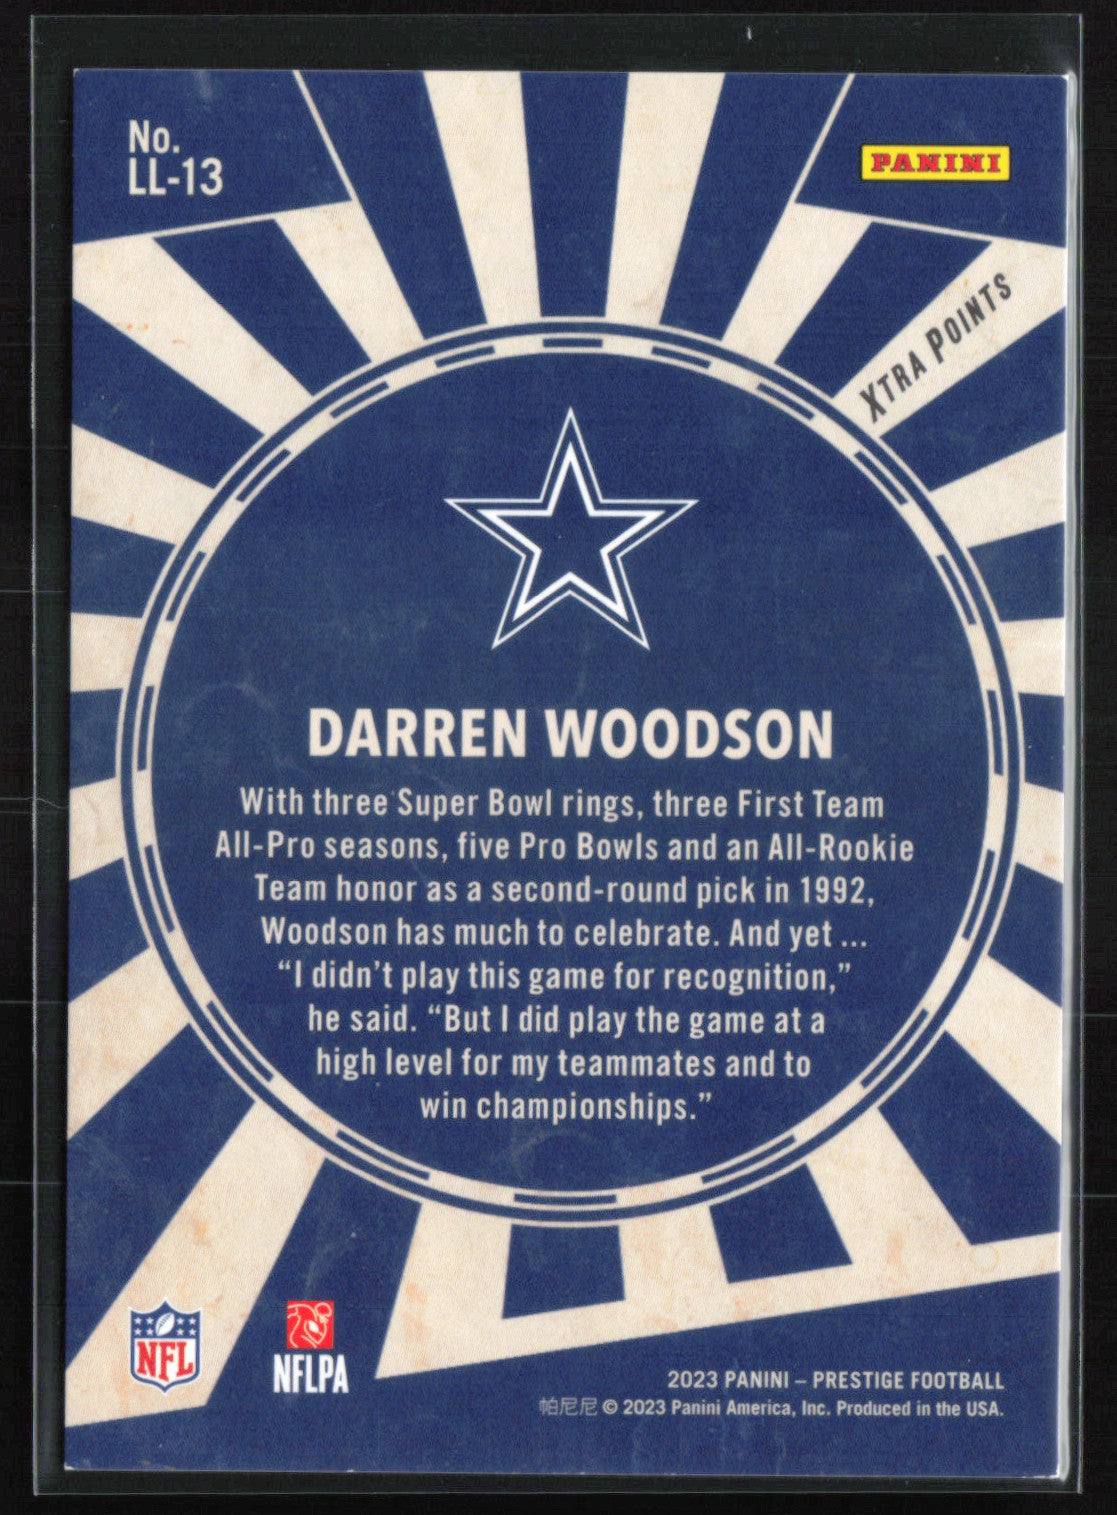 No.
LL-13
PANINI
XTRA POINTS
DARREN WOODSON
With three Super Bowl rings, three First Team
All-Pro seasons, five Pro Bowls and an All-Rookie
Team honor as a second-round pick in 1992,
Woodson has much to celebrate. And yet ...
“I didn’t play this game for recognition,”
he said. “But I did play the game at a
high level for my teammates and to
win championships.”
NFL
NFLPA
2023 PANINI – PRESTIGE FOOTBALL
帕尼尼 © 2023 Panini America, Inc. Produced in the USA.